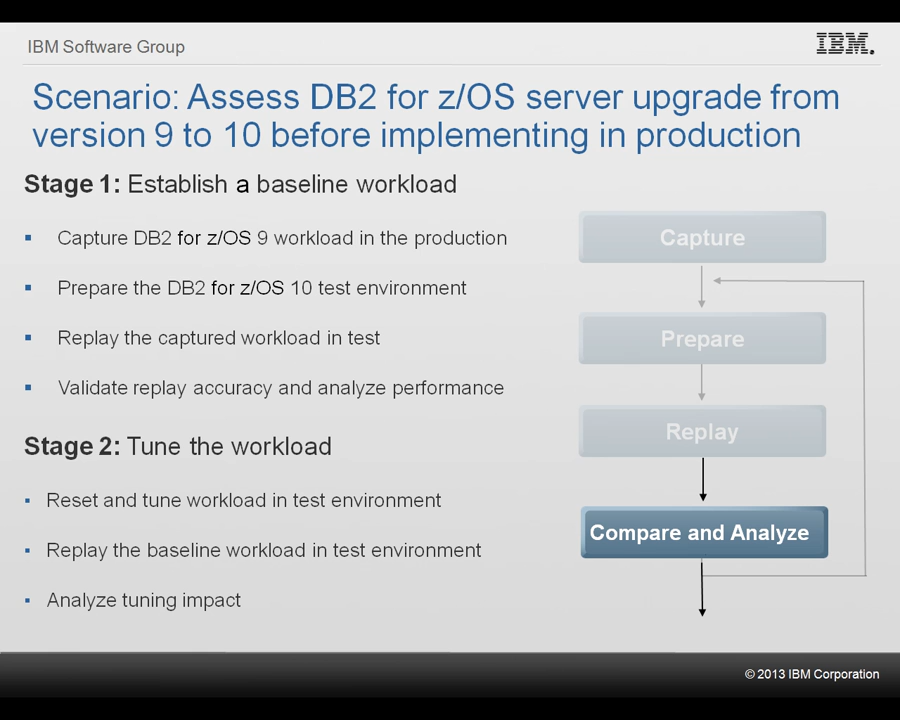 IBM Software Group
IBM.
Scenario: Assess DB2 for z/OS server upgrade from
version 9 to 10 before implementing in production
Stage 1: Establish a baseline workload
▪ Capture DB2 for z/OS 9 workload in the production
▪ Prepare the DB2 for z/OS 10 test environment
▪ Replay the captured workload in test
▪ Validate replay accuracy and analyze performance
Stage 2: Tune the workload
▪ Reset and tune workload in test environment
▪ Replay the baseline workload in test environment
▪ Analyze tuning impact
Capture
Prepare
Replay
Compare and Analyze
© 2013 IBM Corporation